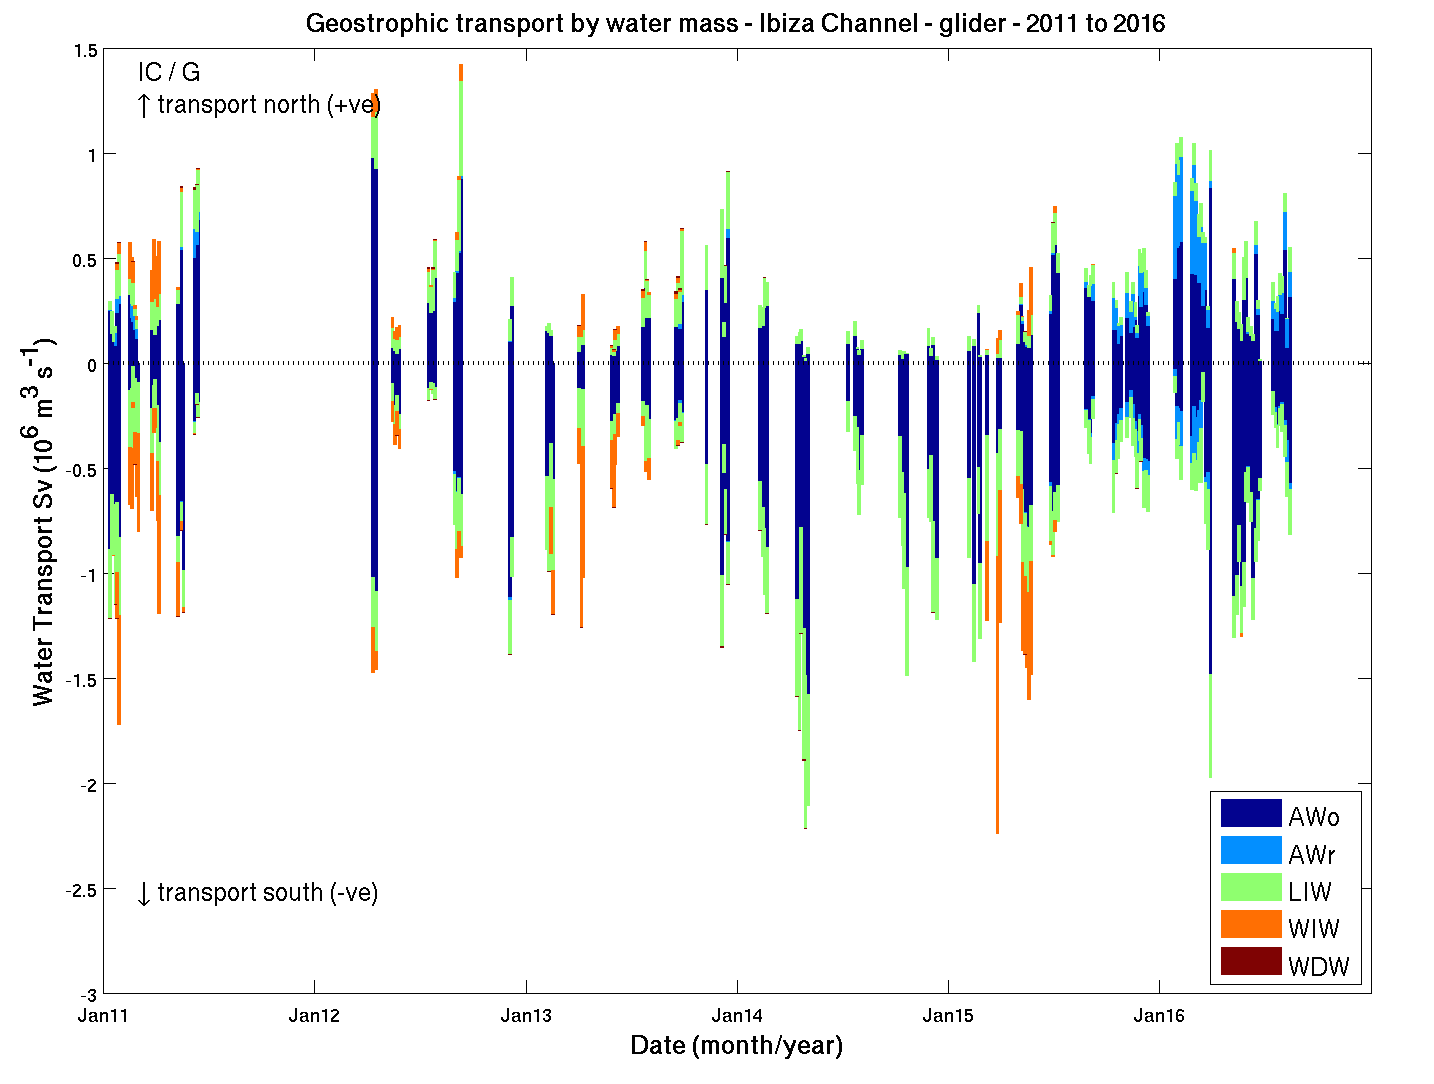 Geostrophic transport by water mass - Ibiza Channel - glider - 2011 to 2016
IC / G
↑ transport north (+ve)
1.5
1
0.5
0
-0.5
-1
-1.5
-2
-2.5
-3
Water Transport Sv (10^6 m^3 s^-1)
↓ transport south (-ve)
AWo
AWr
LIW
WIW
WDW
Jan11
Jan12
Jan13
Jan14
Jan15
Jan16
Date (month/year)